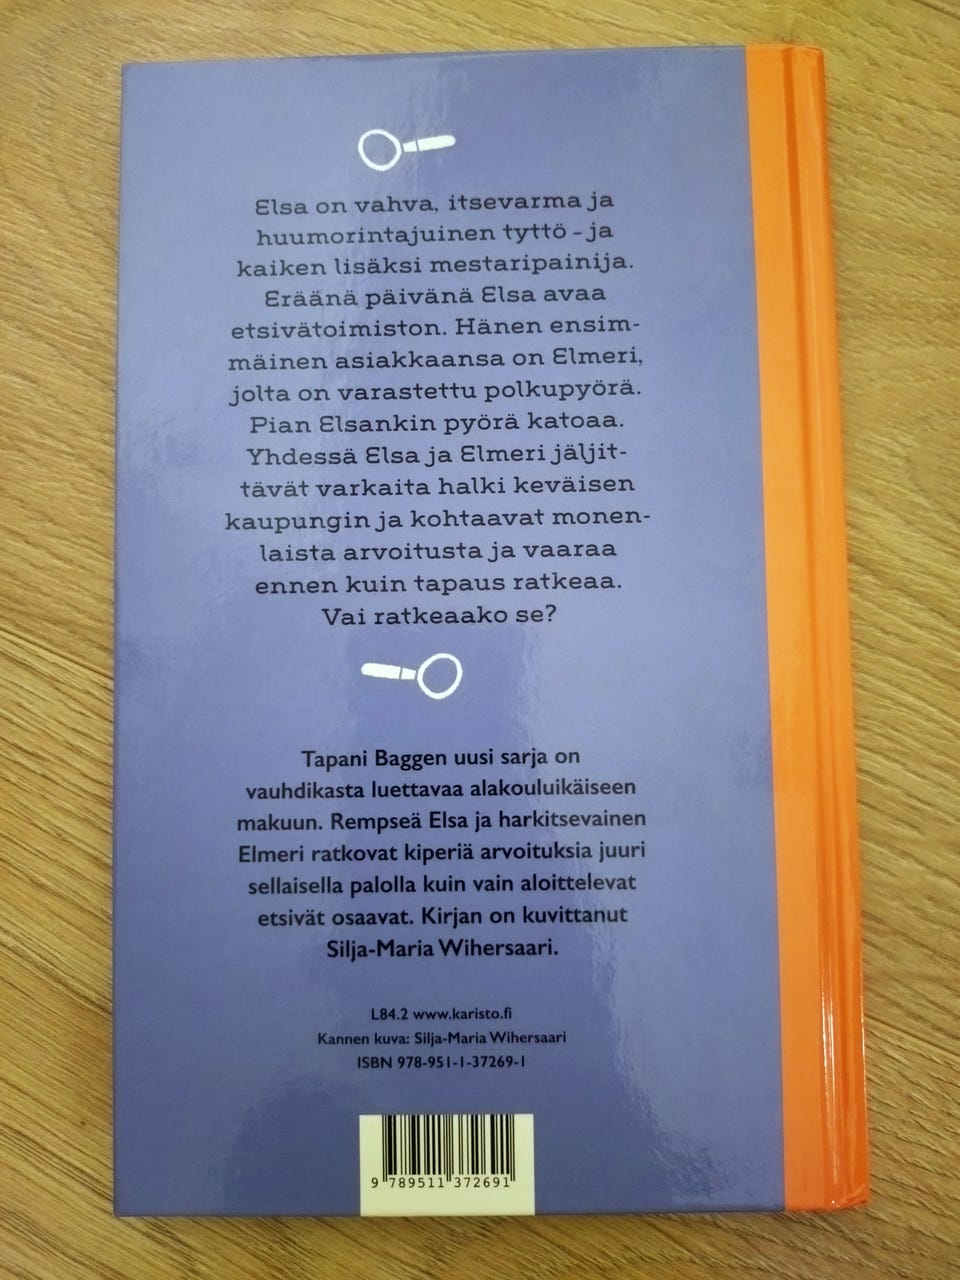 Elsa on vahva, itsevarma ja
huumorintajuinen tyttö – ja
kaiken lisäksi mestaripainija.
Eräänä päivänä Elsa avaa
etsivätoimiston. Hänen ensim-
mäinen asiakkaansa on Elmeri,
jolta on varastettu polkupyörä.
Pian Elsankin pyörä katoaa.
Yhdessä Elsa ja Elmeri jäljit-
tävät varkaita halki keväisen
kaupungin ja kohtaavat monen-
laista arvoitusta ja vaaraa
ennen kuin tapaus ratkeaa.
Vai ratkeaako se?
Tapani Baggen uusi sarja on
vauhdikasta luettavaa alakouluikäiseen
makuun. Rempseä Elsa ja harkitsevainen
Elmeri ratkovat kiperiä arvoituksia juuri
sellaisella palolla kuin vain aloittelevat
etsivät osaavat. Kirjan on kuvittanut
Silja-Maria Wihersaari.
L84.2 www.karisto.fi
Kannen kuva: Silja-Maria Wihersaari
ISBN 978-951-1-37269-1
9 789511 372691